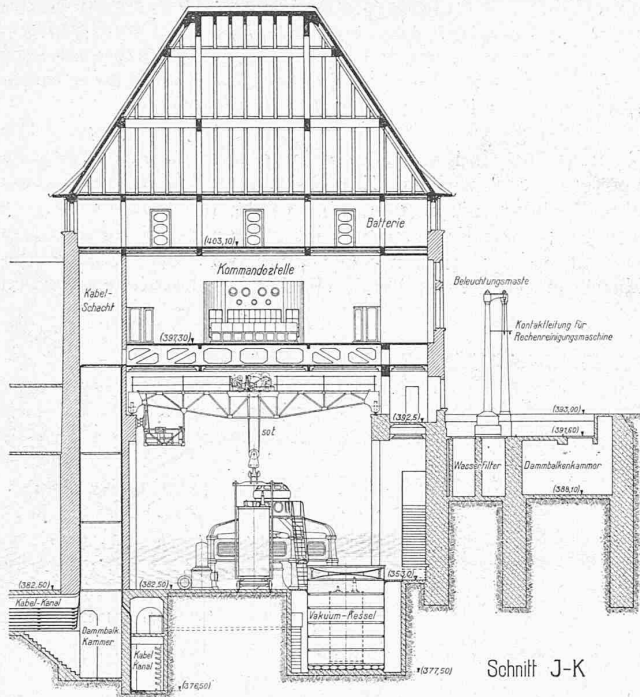 Batterie
(403,10)
Kommandoztelle
Kabel-
Schacht
Beleuchtungsmaste
Kontaktleitung für
Rechenreinigungsmaschine
(397,30)
(393,00)
(392,5)
(391,60)
50t
Wasserfilter
Dammbalkenkammer
(388,10)
(382,50)
(382,50)
(383,0)
Kabel-Kanal
Vakuum-Kessel
Dammbalk.
Kammer
Kabel
Kanal
(376,50)
(377,50)
Schnitt J-K